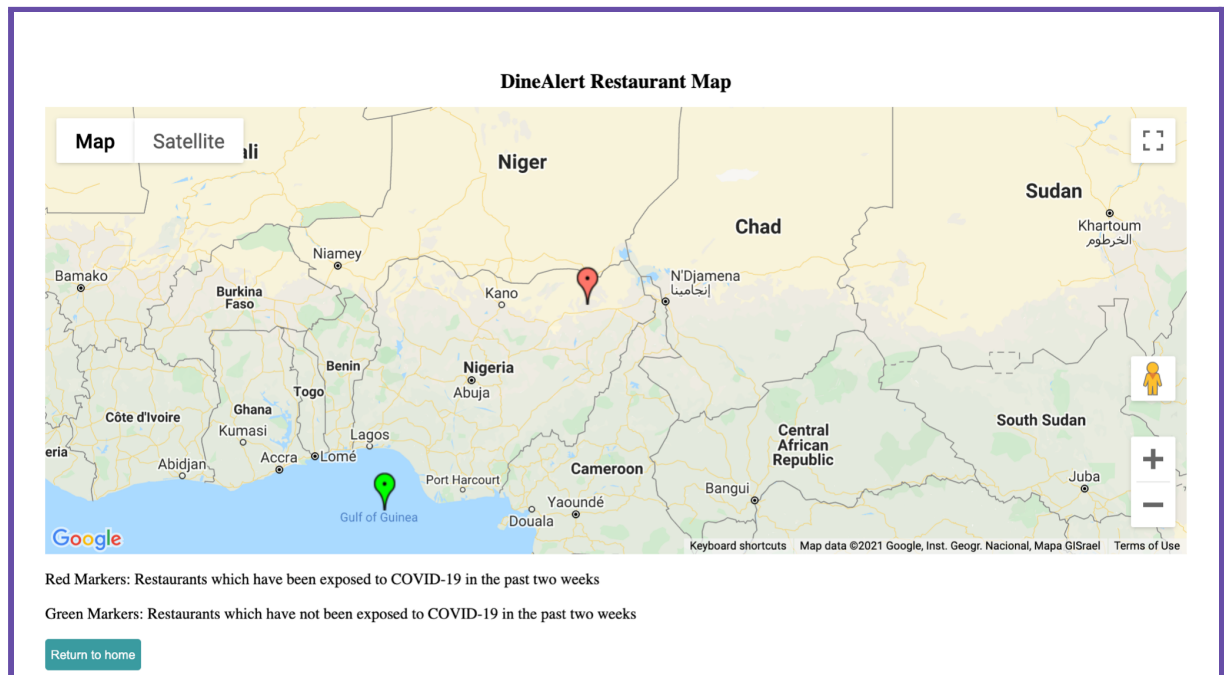 DineAlert Restaurant Map
Map
Satellite
ali
Niger
Sudan
Chad
Khartoum
الخرطوم
Niamey
Bamako
N'Djamena
إنجامينا
Burkina
Faso
Kano
Benin
Nigeria
Abuja
Togo
Côte d'Ivoire
Ghana
Kumasi
Lagos
Central
African
Republic
South Sudan
eria
Abidjan
Accra
Lomé
Port Harcourt
Cameroon
Bangui
Juba
Yaoundé
Douala
Gulf of Guinea
Google
Keyboard shortcuts
Map data ©2021 Google, Inst. Geogr. Nacional, Mapa GISrael
Terms of Use
Red Markers: Restaurants which have been exposed to COVID-19 in the past two weeks
Green Markers: Restaurants which have not been exposed to COVID-19 in the past two weeks
Return to home